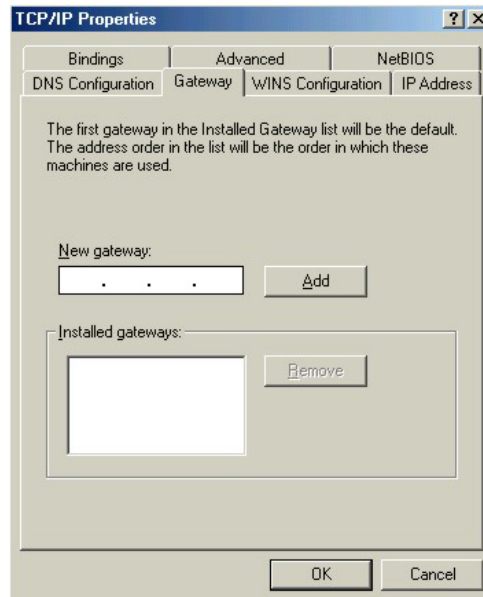 TCP/IP Properties
? ×
Bindings Advanced NetBIOS
DNS Configuration Gateway WINS Configuration IP Address
The first gateway in the Installed Gateway list will be the default.
The address order in the list will be the order in which these
machines are used.
New gateway:
. . .
Add
Installed gateways:
Remove
OK Cancel